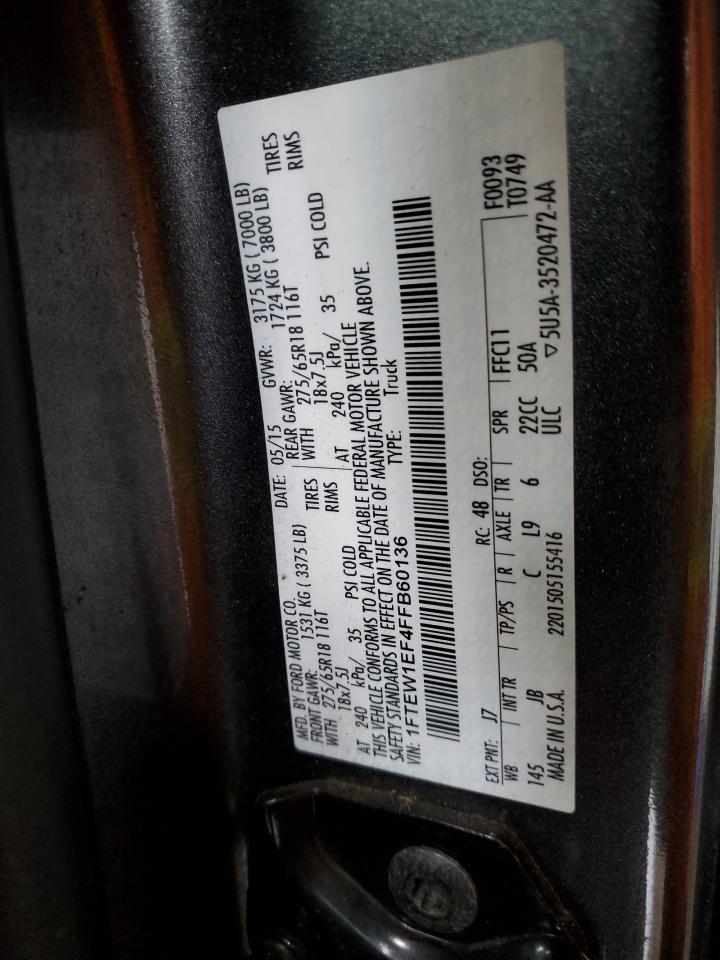 MFD. BY FORD MOTOR CO.
DATE: 05/15 GVWR: 3175 KG ( 7000 LB)
FRONT GAWR: 1531 KG ( 3375 LB) REAR GAWR: 1724 KG ( 3800 LB)
WITH 275/65R18 116T TIRES WITH 275/65R18 116T TIRES
18x7.5J RIMS 18x7.5J RIMS
AT 240 kPa/ 35 PSI COLD AT 240 kPa/ 35 PSI COLD
THIS VEHICLE CONFORMS TO ALL APPLICABLE FEDERAL MOTOR VEHICLE
SAFETY STANDARDS IN EFFECT ON THE DATE OF MANUFACTURE SHOWN ABOVE.
VIN: 1FTEW1EF4FFB60136 TYPE: Truck
F0093
EXT PNT: J7 RC: 48 DSO: T0749
WB INT TR TP/PS R AXLE TR SPR FFC11
145 JB C L9 6 22CC 50A
MADE IN U.S.A. 2201505155416 ULC ▽5U5A-3520472-AA